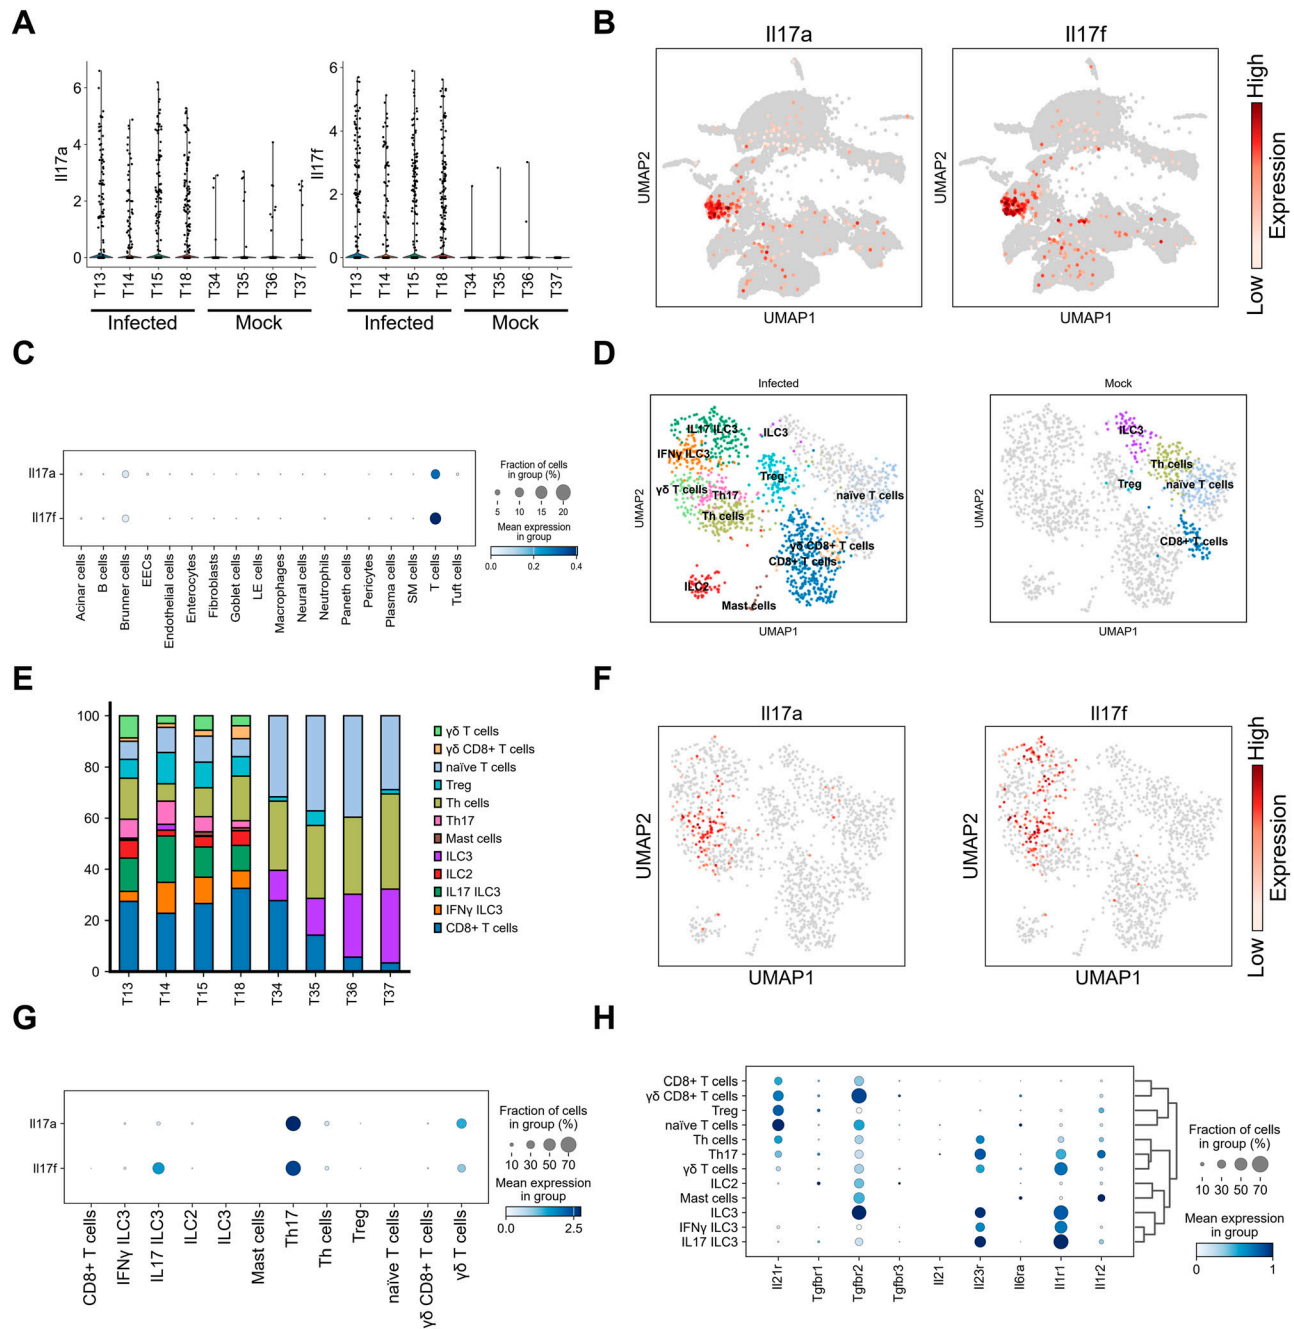 A
Il17a
6
4
2
0
T13
T14
T15
T18
T34
T35
T36
T37
Infected
Mock
Il17f
6
4
2
0
T13
T14
T15
T18
T34
T35
T36
T37
Infected
Mock
B
Il17a
UMAP2
UMAP1
Il17f
UMAP2
UMAP1
High
Expression
Low
C
Il17a
Il17f
Acinar cells
B cells
Brunner cells
EECs
Endothelial cells
Enterocytes
Fibroblasts
Goblet cells
LE cells
Macrophages
Neural cells
Neutrophils
Paneth cells
Pericytes
Plasma cells
SM cells
T cells
Tuft cells
Fraction of cells
in group (%)
5 10 15 20
Mean expression
in group
0.0 0.2 0.4
D
Infected
IL17 ILC3
ILC3
IFNγ ILC3
Treg
γδ T cells
Th17
naïve T cells
Th cells
γδ CD8+ T cells
CD8+ T cells
ILC2
Mast cells
UMAP2
UMAP1
Mock
ILC3
Th cells
Treg
naïve T cells
CD8+ T cells
UMAP2
UMAP1
E
100
80
60
40
20
0
T13
T14
T15
T18
T34
T35
T36
T37
γδ T cells
γδ CD8+ T cells
naïve T cells
Treg
Th cells
Th17
Mast cells
ILC3
ILC2
IL17 ILC3
IFNγ ILC3
CD8+ T cells
F
Il17a
UMAP2
UMAP1
Il17f
UMAP2
UMAP1
High
Expression
Low
G
Il17a
Il17f
CD8+ T cells
IFNγ ILC3
IL17 ILC3
ILC2
ILC3
Mast cells
Th17
Th cells
Treg
naïve T cells
γδ CD8+ T cells
γδ T cells
Fraction of cells
in group (%)
10 30 50 70
Mean expression
in group
0.0 2.5
H
CD8+ T cells
γδ CD8+ T cells
Treg
naïve T cells
Th cells
Th17
γδ T cells
ILC2
Mast cells
ILC3
IFNγ ILC3
IL17 ILC3
Il21r
Tgfbr1
Tgfbr2
Tgfbr3
Il21
Il23r
Il6ra
Il1r1
Il1r2
Fraction of cells
in group (%)
10 30 50 70
Mean expression
in group
0 1